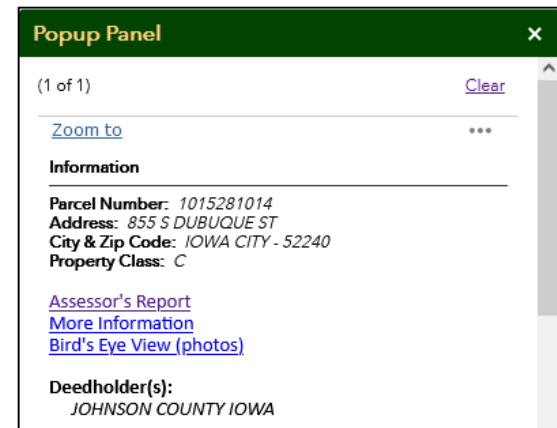 Popup Panel ×
(1 of 1) Clear
Zoom to •••
Information
Parcel Number: 1015281014
Address: 855 S DUBUQUE ST
City & Zip Code: IOWA CITY - 52240
Property Class: C
Assessor's Report
More Information
Bird's Eye View (photos)
Deedholder(s):
JOHNSON COUNTY IOWA